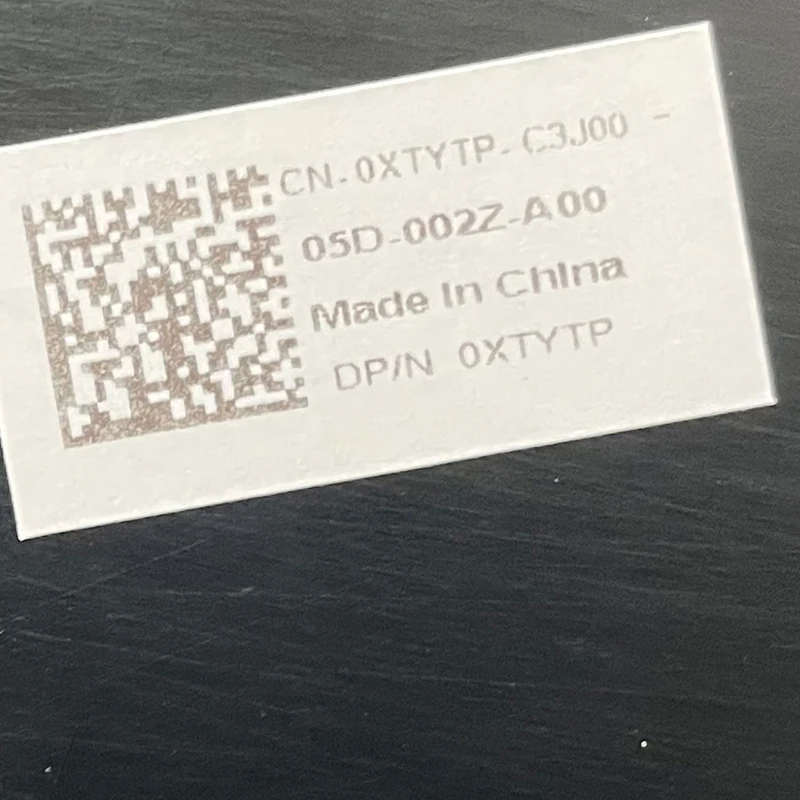 CN-0XTYTP-C3J00 -
05D-002Z-A00
Made In China
DP/N 0XTYTP